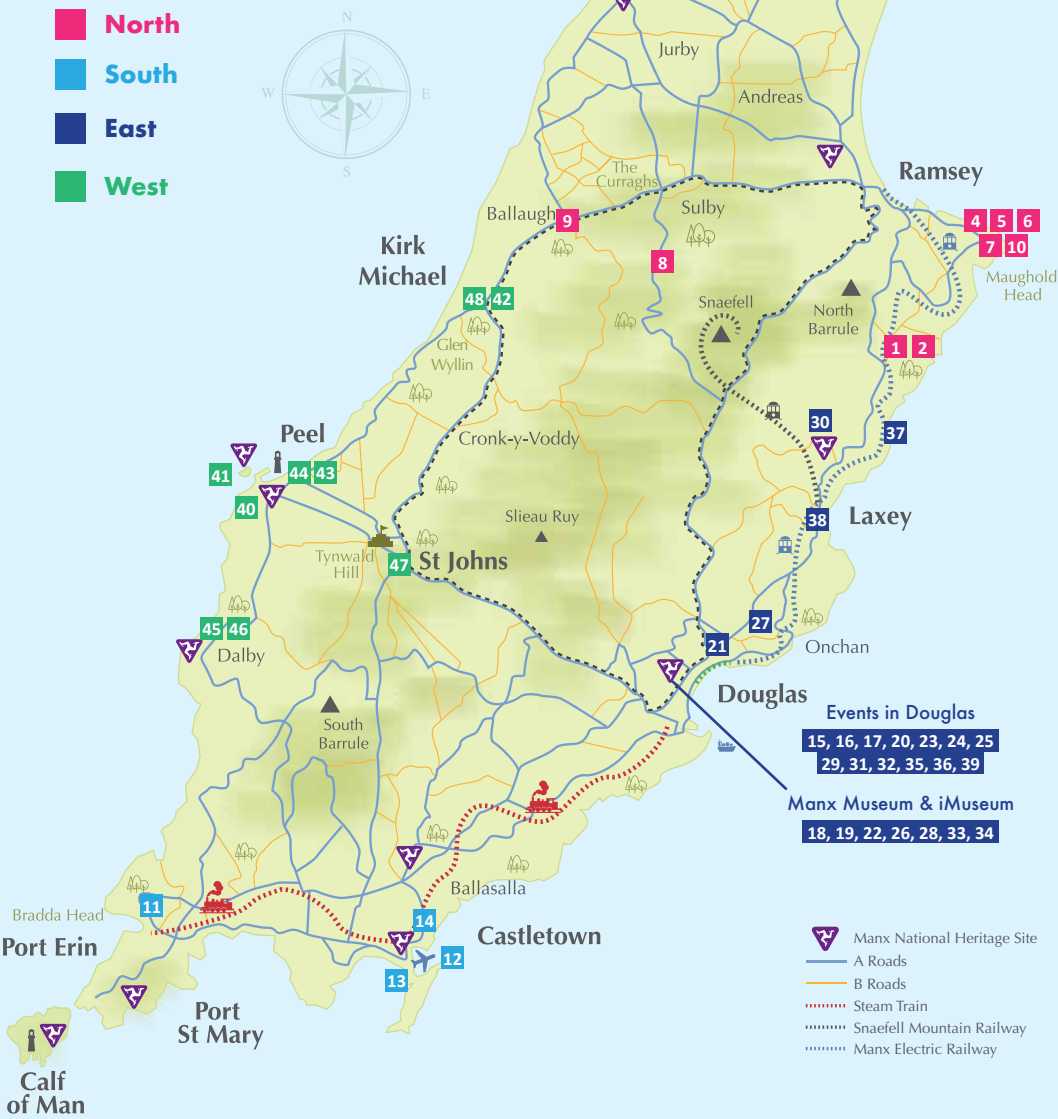 North
South
East
West
N
W
E
S
Jurby
Andreas
The
Curraghs
Ramsey
Ballaugh
9
Sulby
4 5 6
7 10
Kirk
Michael
8
Maughold
Head
48 42
Snaefell
North
Barrule
Glen
Wyllin
1 2
30
37
Peel
Cronk-y-Voddy
41
44 43
40
Slieau Ruy
38
Laxey
Tynwald
Hill
47
St Johns
45 46
Dalby
27
21
Onchan
Douglas
South
Barrule
Events in Douglas
15, 16, 17, 20, 23, 24, 25
29, 31, 32, 35, 36, 39
Manx Museum & iMuseum
18, 19, 22, 26, 28, 33, 34
Ballasalla
Bradda Head
11
14
Port Erin
Castletown
12
13
Port
St Mary
Calf
of Man
Manx National Heritage Site
A Roads
B Roads
Steam Train
Snaefell Mountain Railway
Manx Electric Railway